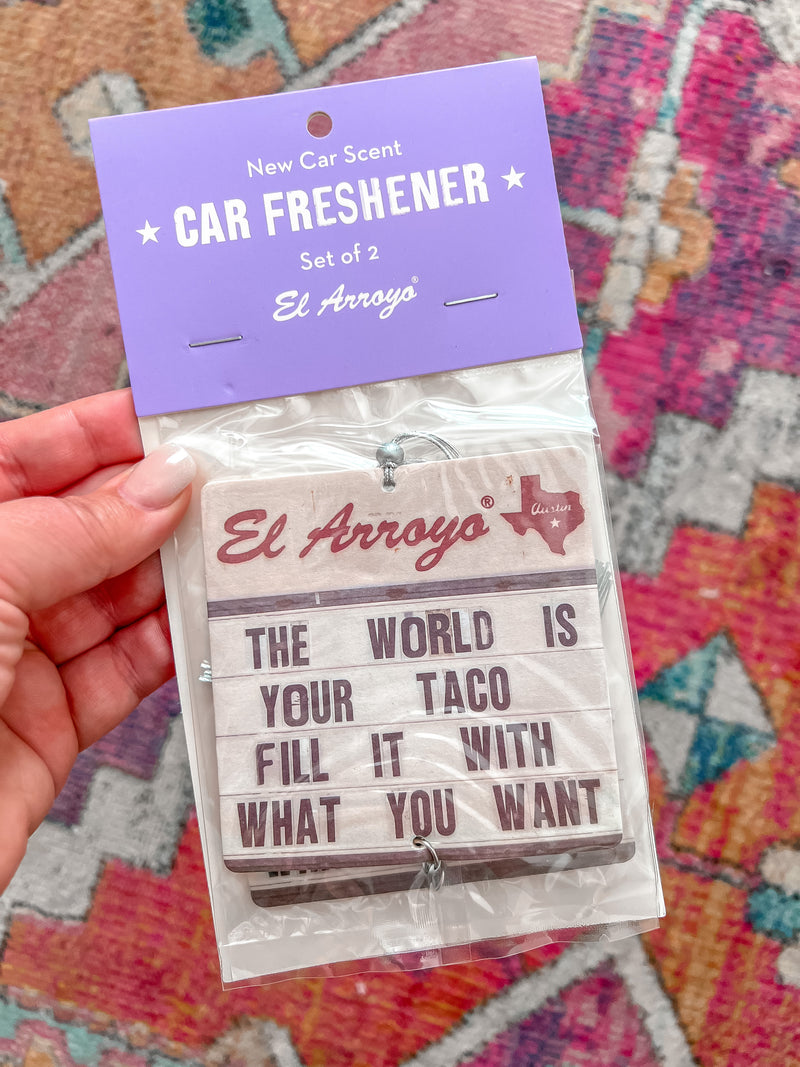 New Car Scent
★ CAR FRESHENER ★
Set of 2
El Arroyo®
El Arroyo®
Austin
THE WORLD IS
YOUR TACO
FILL IT WITH
WHAT YOU WANT